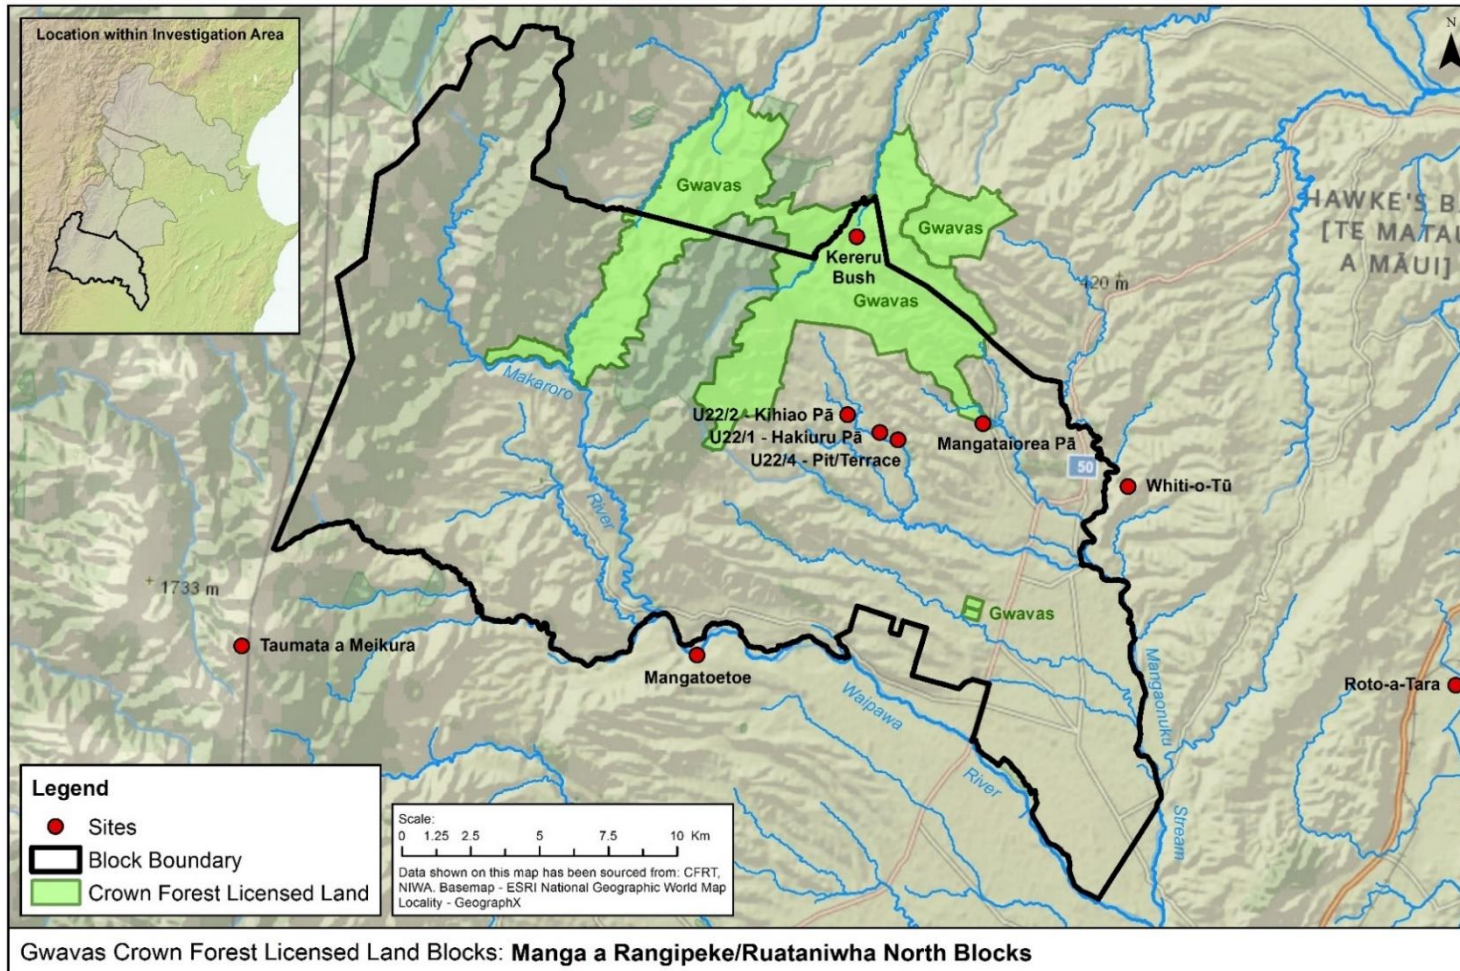 Location within Investigation Area
N
Gwavas
Gwavas
HAWKE'S B
[TE MATAU
A MĀUI]
Kereru
Bush
Gwavas
420 m
Makaroro
River
U22/2 - Kihiao Pā
U22/1 - Hakiuru Pā
U22/4 - Pit/Terrace
Mangataiorea Pā
50
Whiti-o-Tū
1733 m
Gwavas
Taumata a Meikura
Mangatoetoe
Waipawa
River
Mangaonuku
Stream
Roto-a-Tara
Legend
Sites
Block Boundary
Crown Forest Licensed Land
Scale:
0 1.25 2.5 5 7.5 10 Km
Data shown on this map has been sourced from: CFRT,
NIWA. Basemap - ESRI National Geographic World Map
Locality - GeographX
Gwavas Crown Forest Licensed Land Blocks: Manga a Rangipeke/Ruataniwha North Blocks